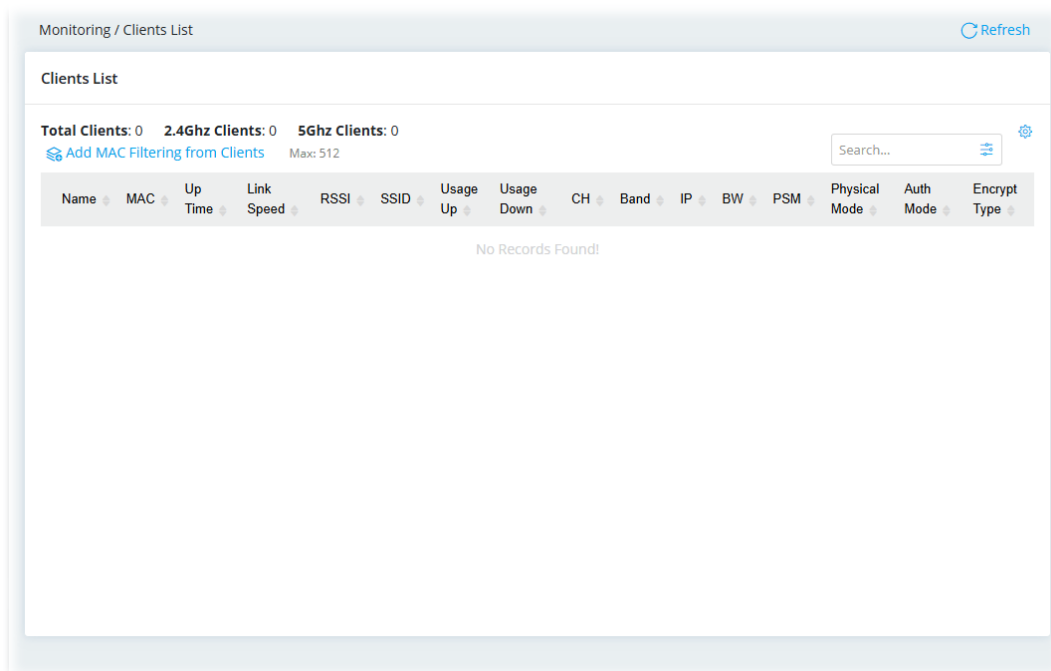 Monitoring / Clients List Refresh
Clients List
Total Clients: 0 2.4Ghz Clients: 0 5Ghz Clients: 0
Add MAC Filtering from Clients Max: 512 Search...
Name MAC Up Time Link Speed RSSI SSID Usage Up Usage Down CH Band IP BW PSM Physical Mode Auth Mode Encrypt Type
No Records Found!